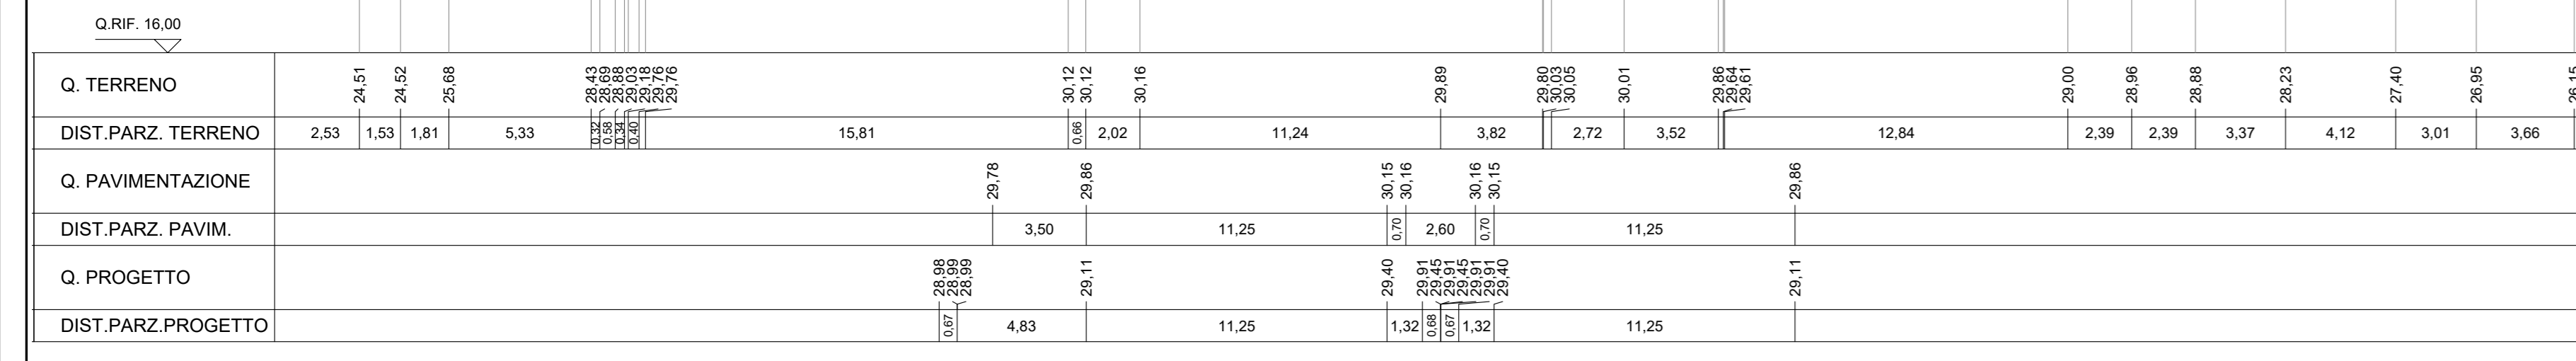 Q.RIF. 16,00
Q. TERRENO 24,51 24,52 25,68 28,43 28,69 28,88 29,03 29,18 29,76 29,76 30,12 30,12 30,16 29,89 29,80 30,03 30,05 30,01 29,86 29,64 29,61 29,00 28,96 28,88 28,23 27,40 26,95 26,15
DIST.PARZ. TERRENO 2,53 1,53 1,81 5,33 0,32 0,58 0,34 0,40 15,81 0,66 2,02 11,24 3,82 2,72 3,52 12,84 2,39 2,39 3,37 4,12 3,01 3,66
Q. PAVIMENTAZIONE 29,78 29,86 30,15 30,16 30,16 30,15 29,86
DIST.PARZ. PAVIM. 3,50 11,25 0,70 2,60 0,70 11,25
Q. PROGETTO 28,98 28,99 28,99 29,11 29,40 29,91 29,45 29,91 29,45 29,91 29,91 29,40 29,11
DIST.PARZ.PROGETTO 0,67 4,83 11,25 1,32 0,68 0,67 1,32 11,25